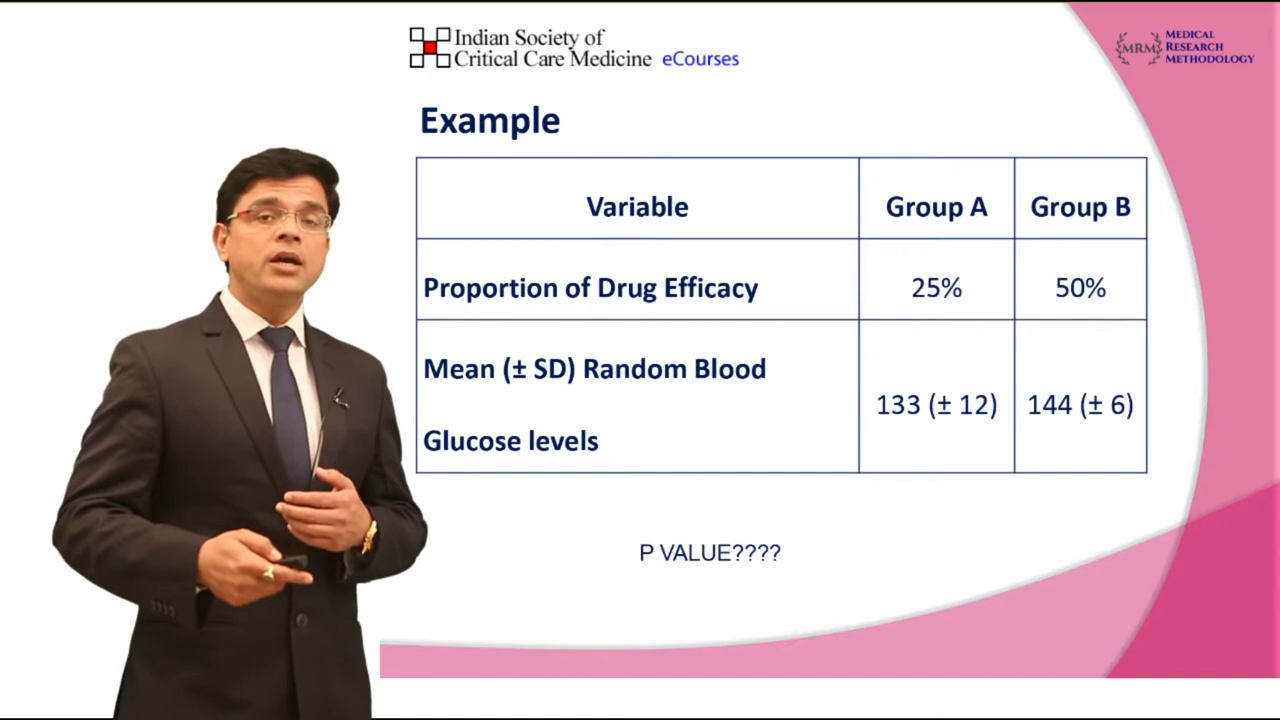 Indian Society of
Critical Care Medicine eCourses
MRM
MEDICAL
RESEARCH
METHODOLOGY
Example
Variable Group A Group B
Proportion of Drug Efficacy 25% 50%
Mean (± SD) Random Blood
Glucose levels 133 (± 12) 144 (± 6)
P VALUE????